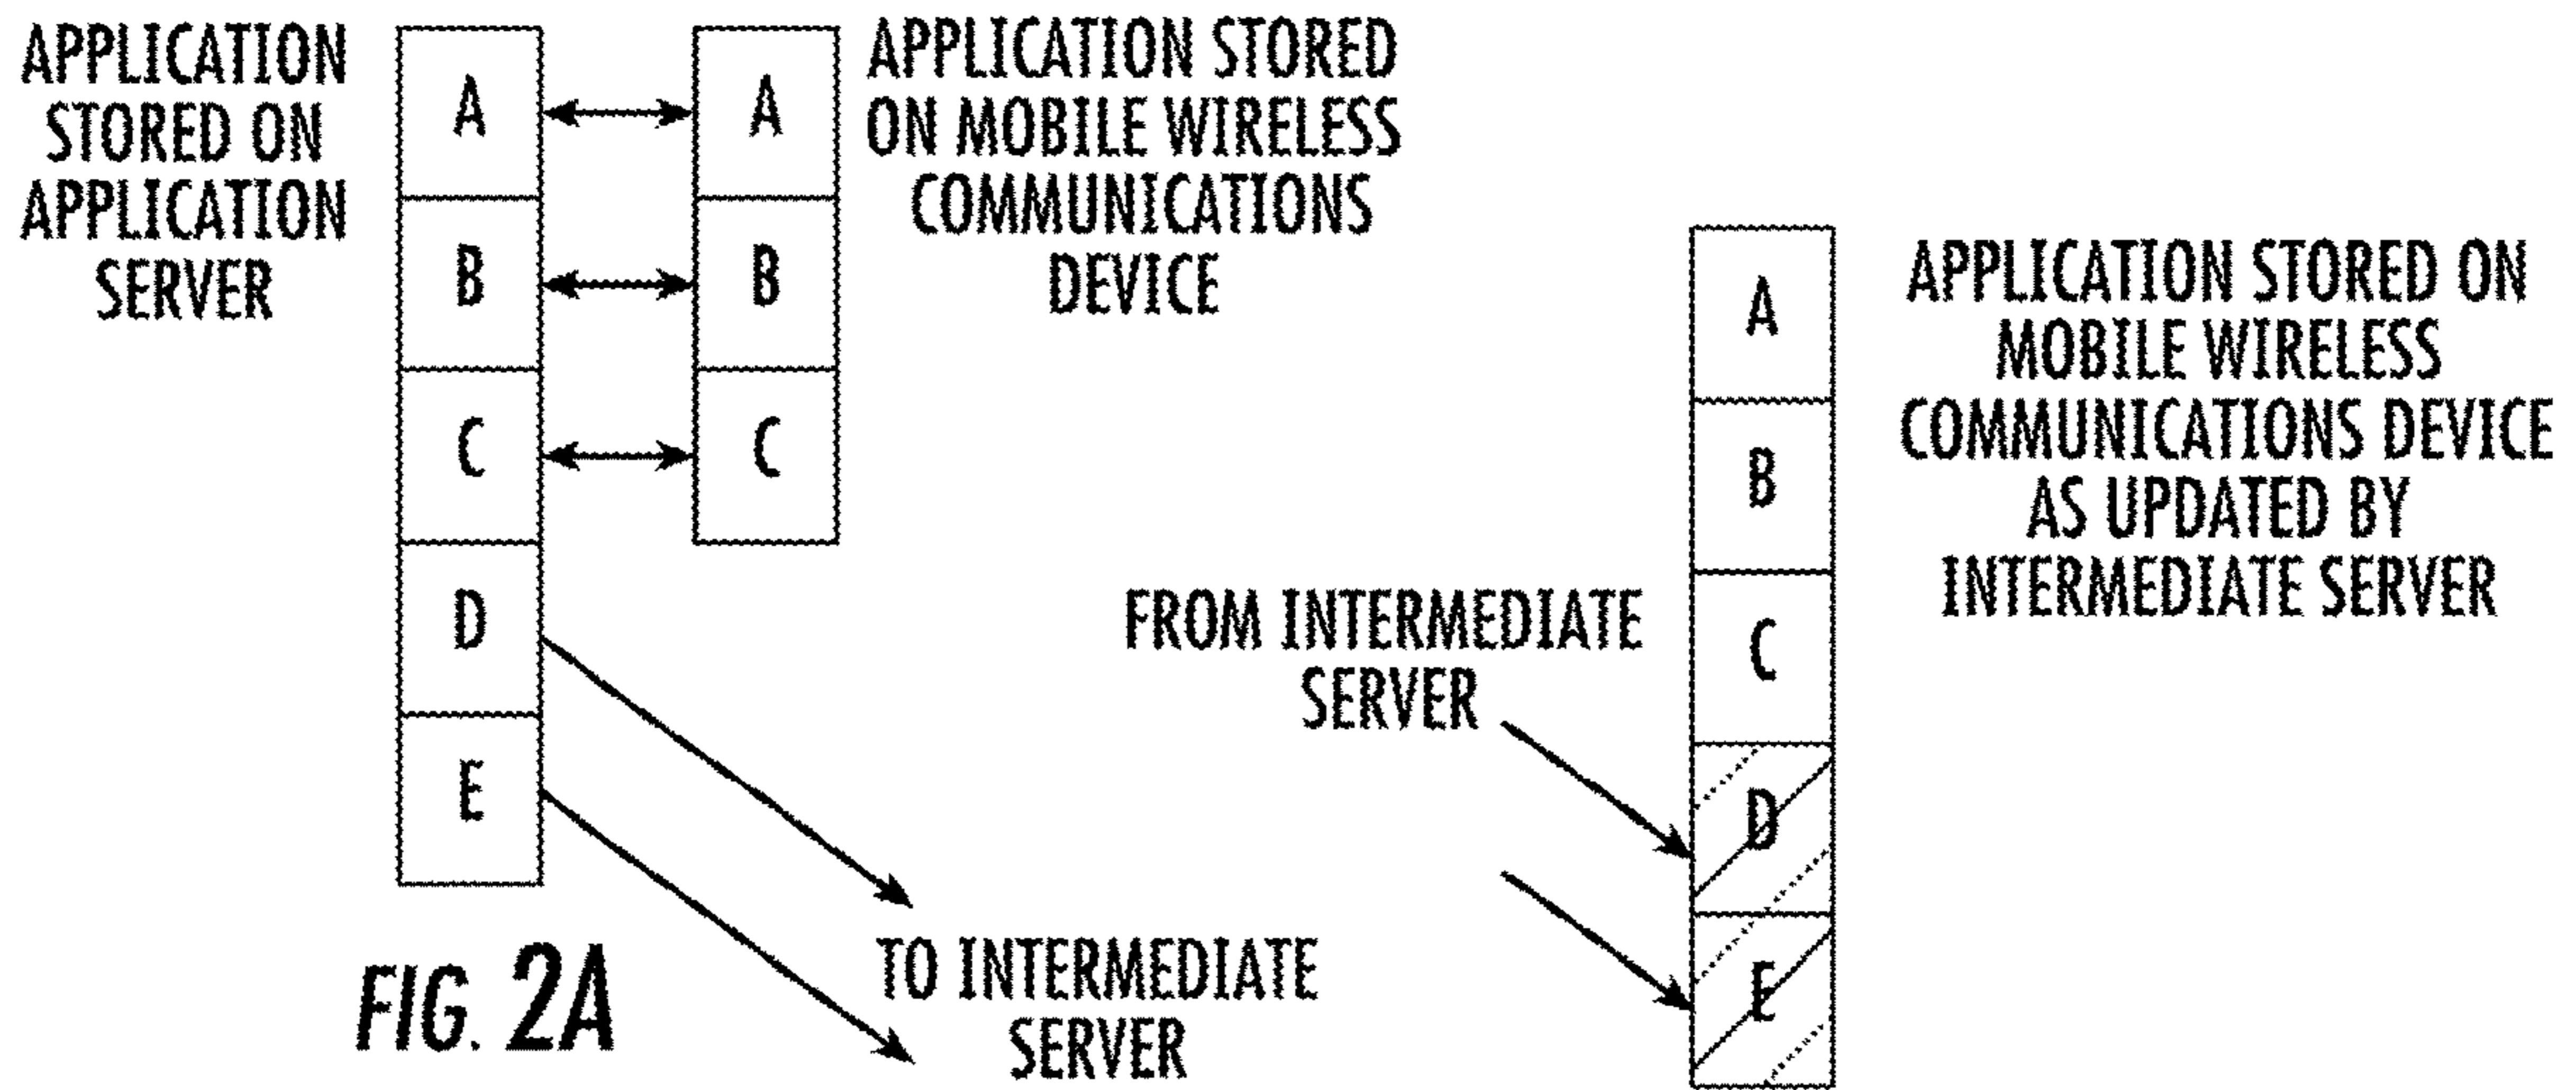 APPLICATION
STORED ON
APPLICATION
SERVER
A
B
C
D
E
A
B
C
APPLICATION STORED
ON MOBILE WIRELESS
COMMUNICATIONS
DEVICE
TO INTERMEDIATE
SERVER
FROM INTERMEDIATE
SERVER
A
B
C
D
E
APPLICATION STORED ON
MOBILE WIRELESS
COMMUNICATIONS DEVICE
AS UPDATED BY
INTERMEDIATE SERVER
FIG. 2A